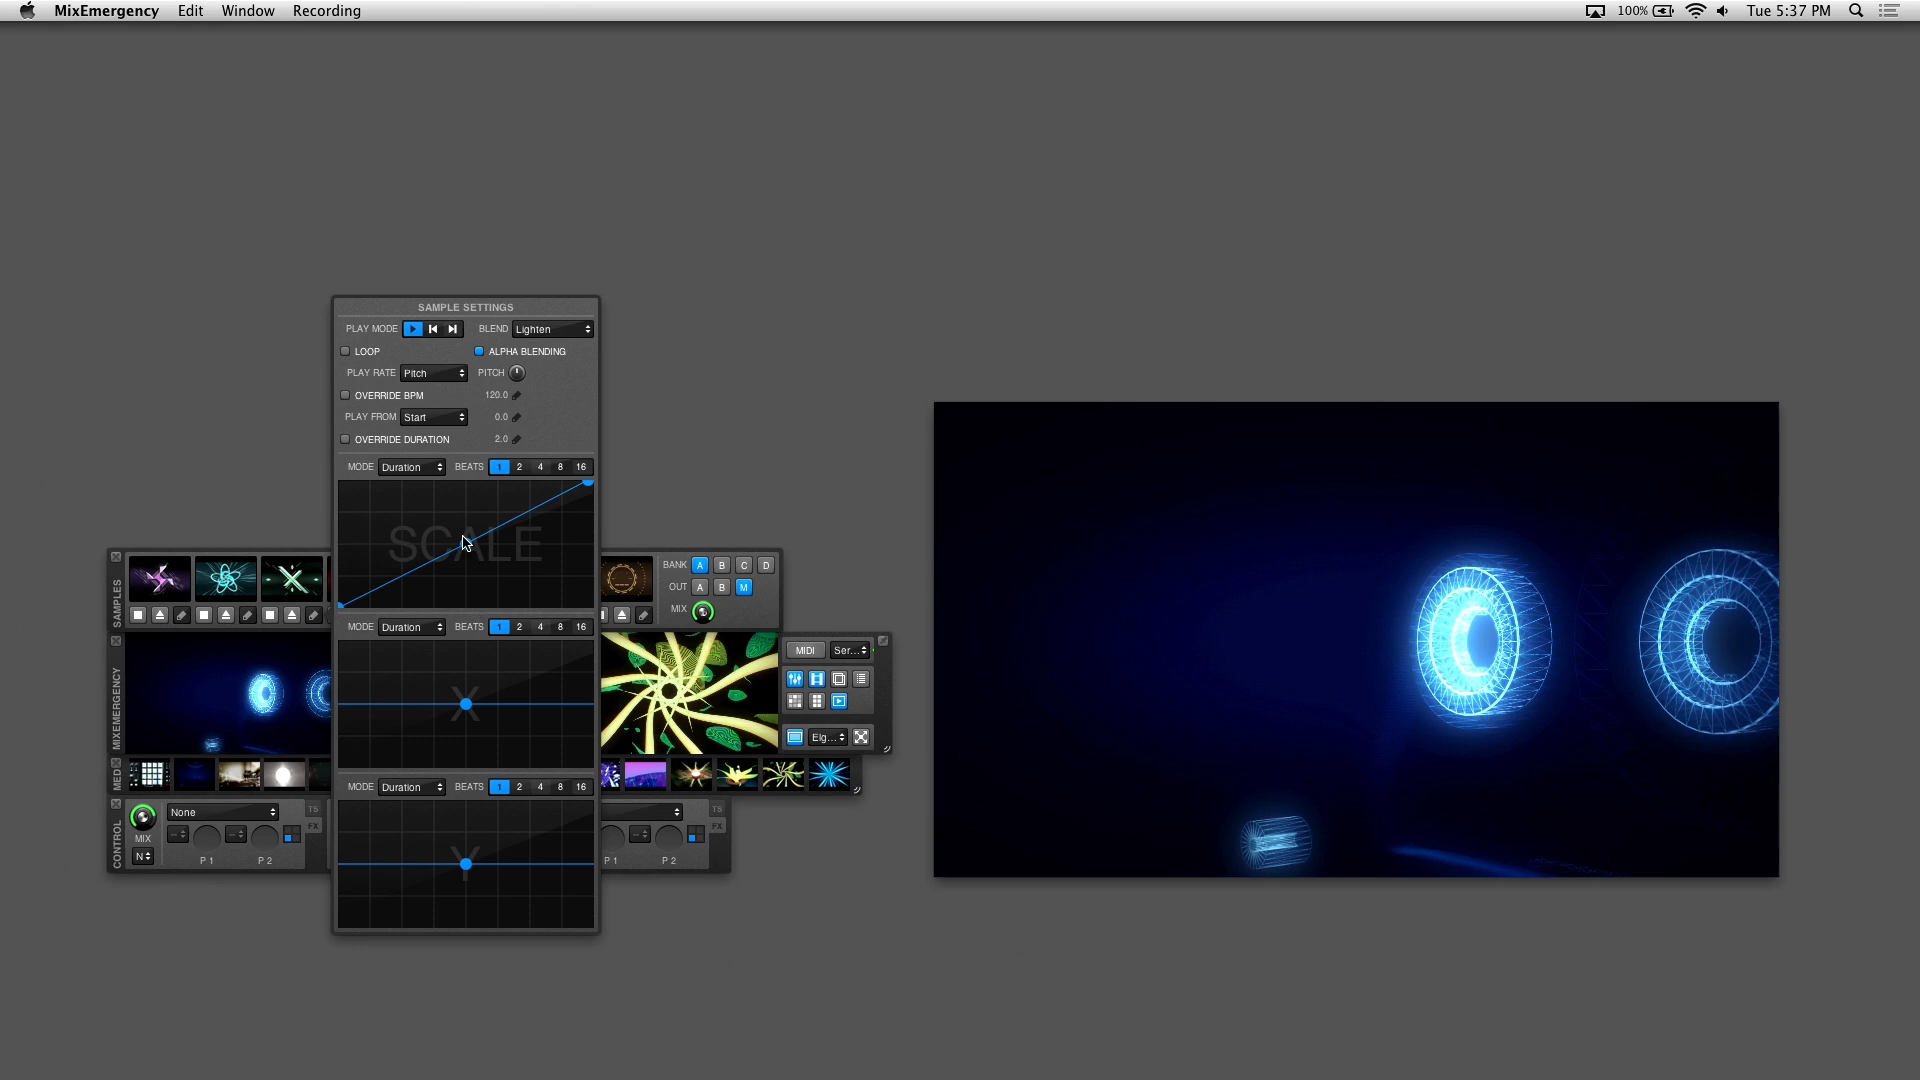 MixEmergency Edit Window Recording 100% Tue 5:37 PM
SAMPLE SETTINGS
PLAY MODE BLEND Lighten
LOOP ALPHA BLENDING
PLAY RATE Pitch PITCH
OVERRIDE BPM 120.0
PLAY FROM Start 0.0
OVERRIDE DURATION 2.0
MODE Duration BEATS 1 2 4 8 16
SCALE
MODE Duration BEATS 1 2 4 8 16
X
MODE Duration BEATS 1 2 4 8 16
Y
SAMPLES
BANK A B C D
OUT A B M
MIX
MIXEMERGENCY
MIDI Ser...
Elg...
MED
CONTROL
MIX
N
None
P 1 P 2
TS
FX
P 1 P 2
TS
FX